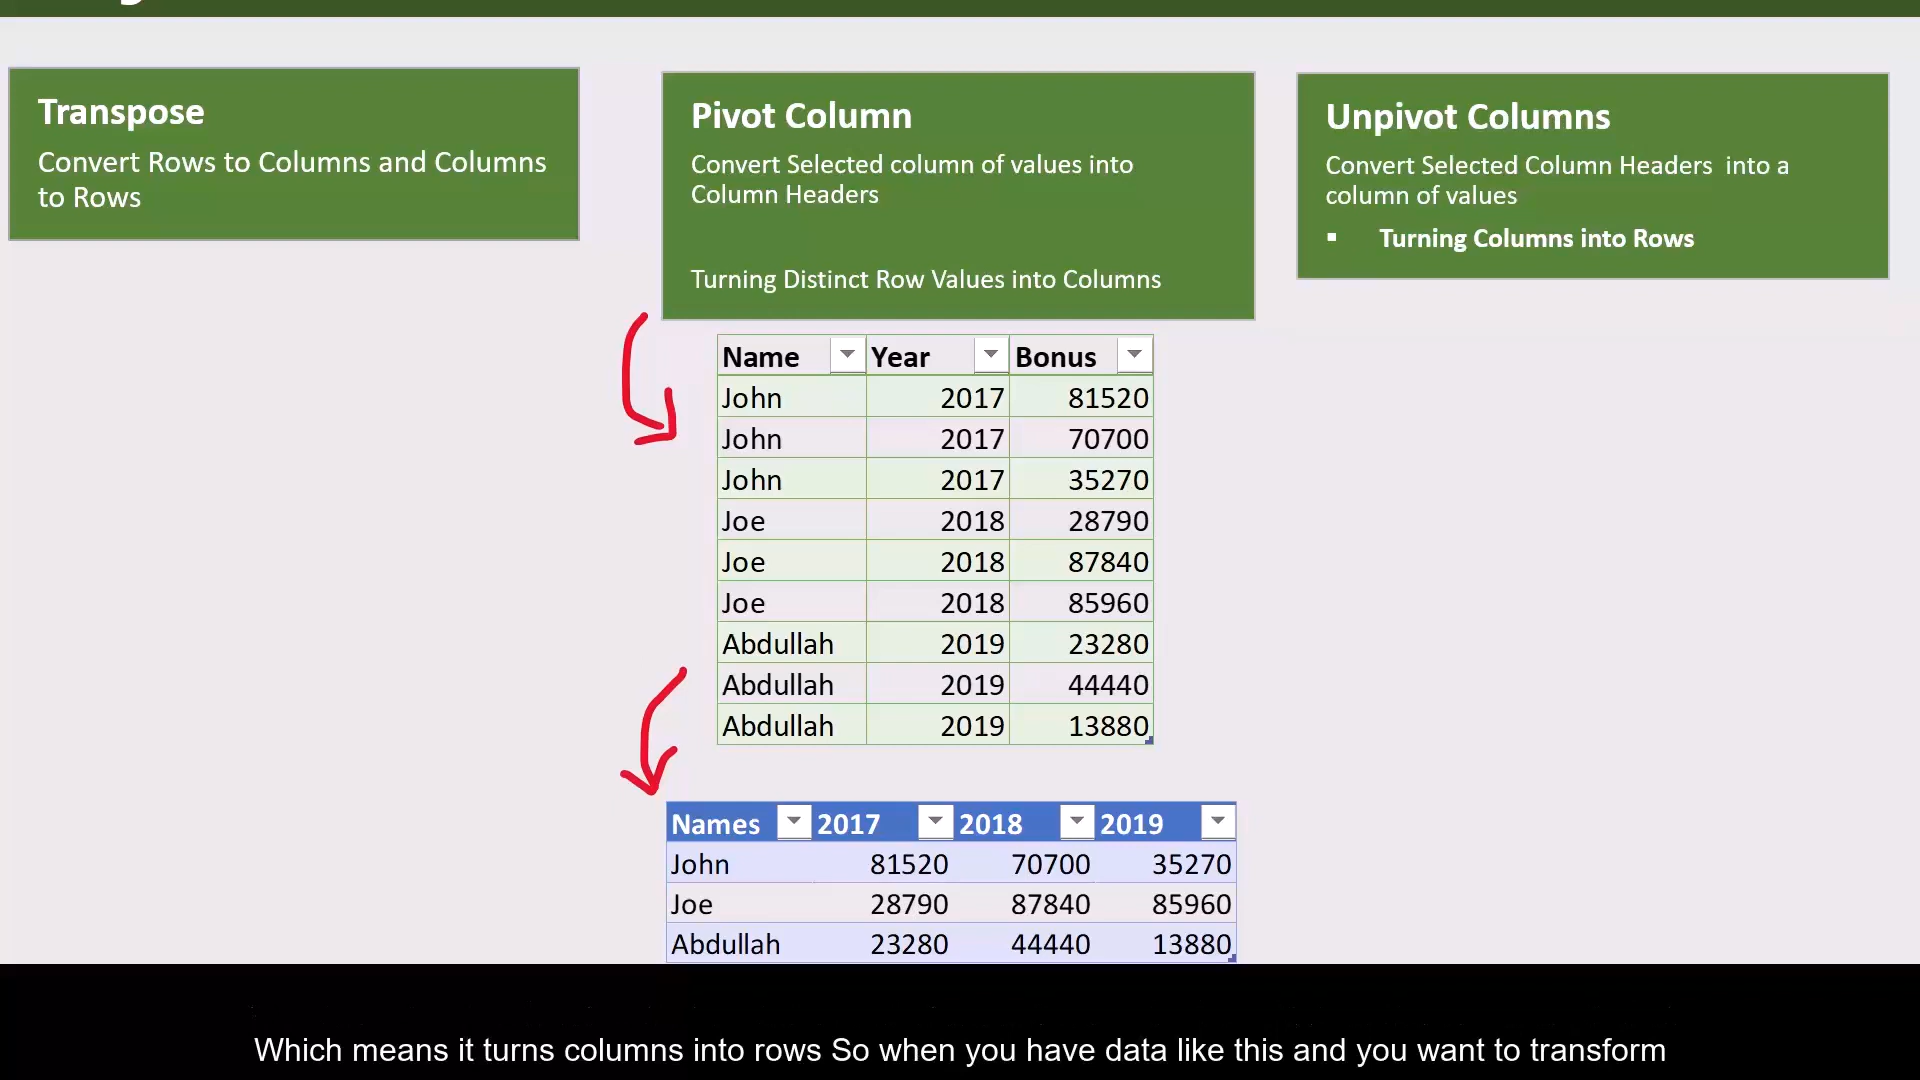 Transpose
Convert Rows to Columns and Columns
to Rows
Pivot Column
Convert Selected column of values into
Column Headers
Turning Distinct Row Values into Columns
Unpivot Columns
Convert Selected Column Headers into a
column of values
▪ Turning Columns into Rows
Name Year Bonus
John 2017 81520
John 2017 70700
John 2017 35270
Joe 2018 28790
Joe 2018 87840
Joe 2018 85960
Abdullah 2019 23280
Abdullah 2019 44440
Abdullah 2019 13880
Names 2017 2018 2019
John 81520 70700 35270
Joe 28790 87840 85960
Abdullah 23280 44440 13880
Which means it turns columns into rows So when you have data like this and you want to transform